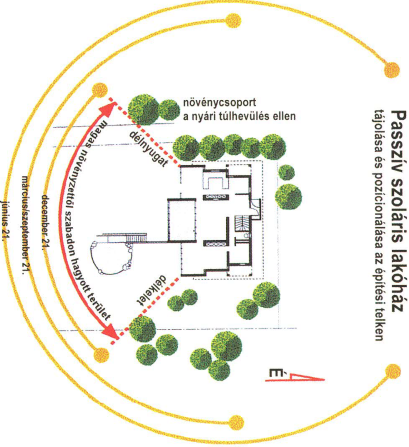 Passzív szoláris lakóház
tájolása és pozícionálása az építési telken
növénycsoport
a nyári túlhevülés ellen
délnyugat
magas növényzettől szabadon hagyott terület
délkelet
december 21.
március/szeptember 21.
június 21.
É